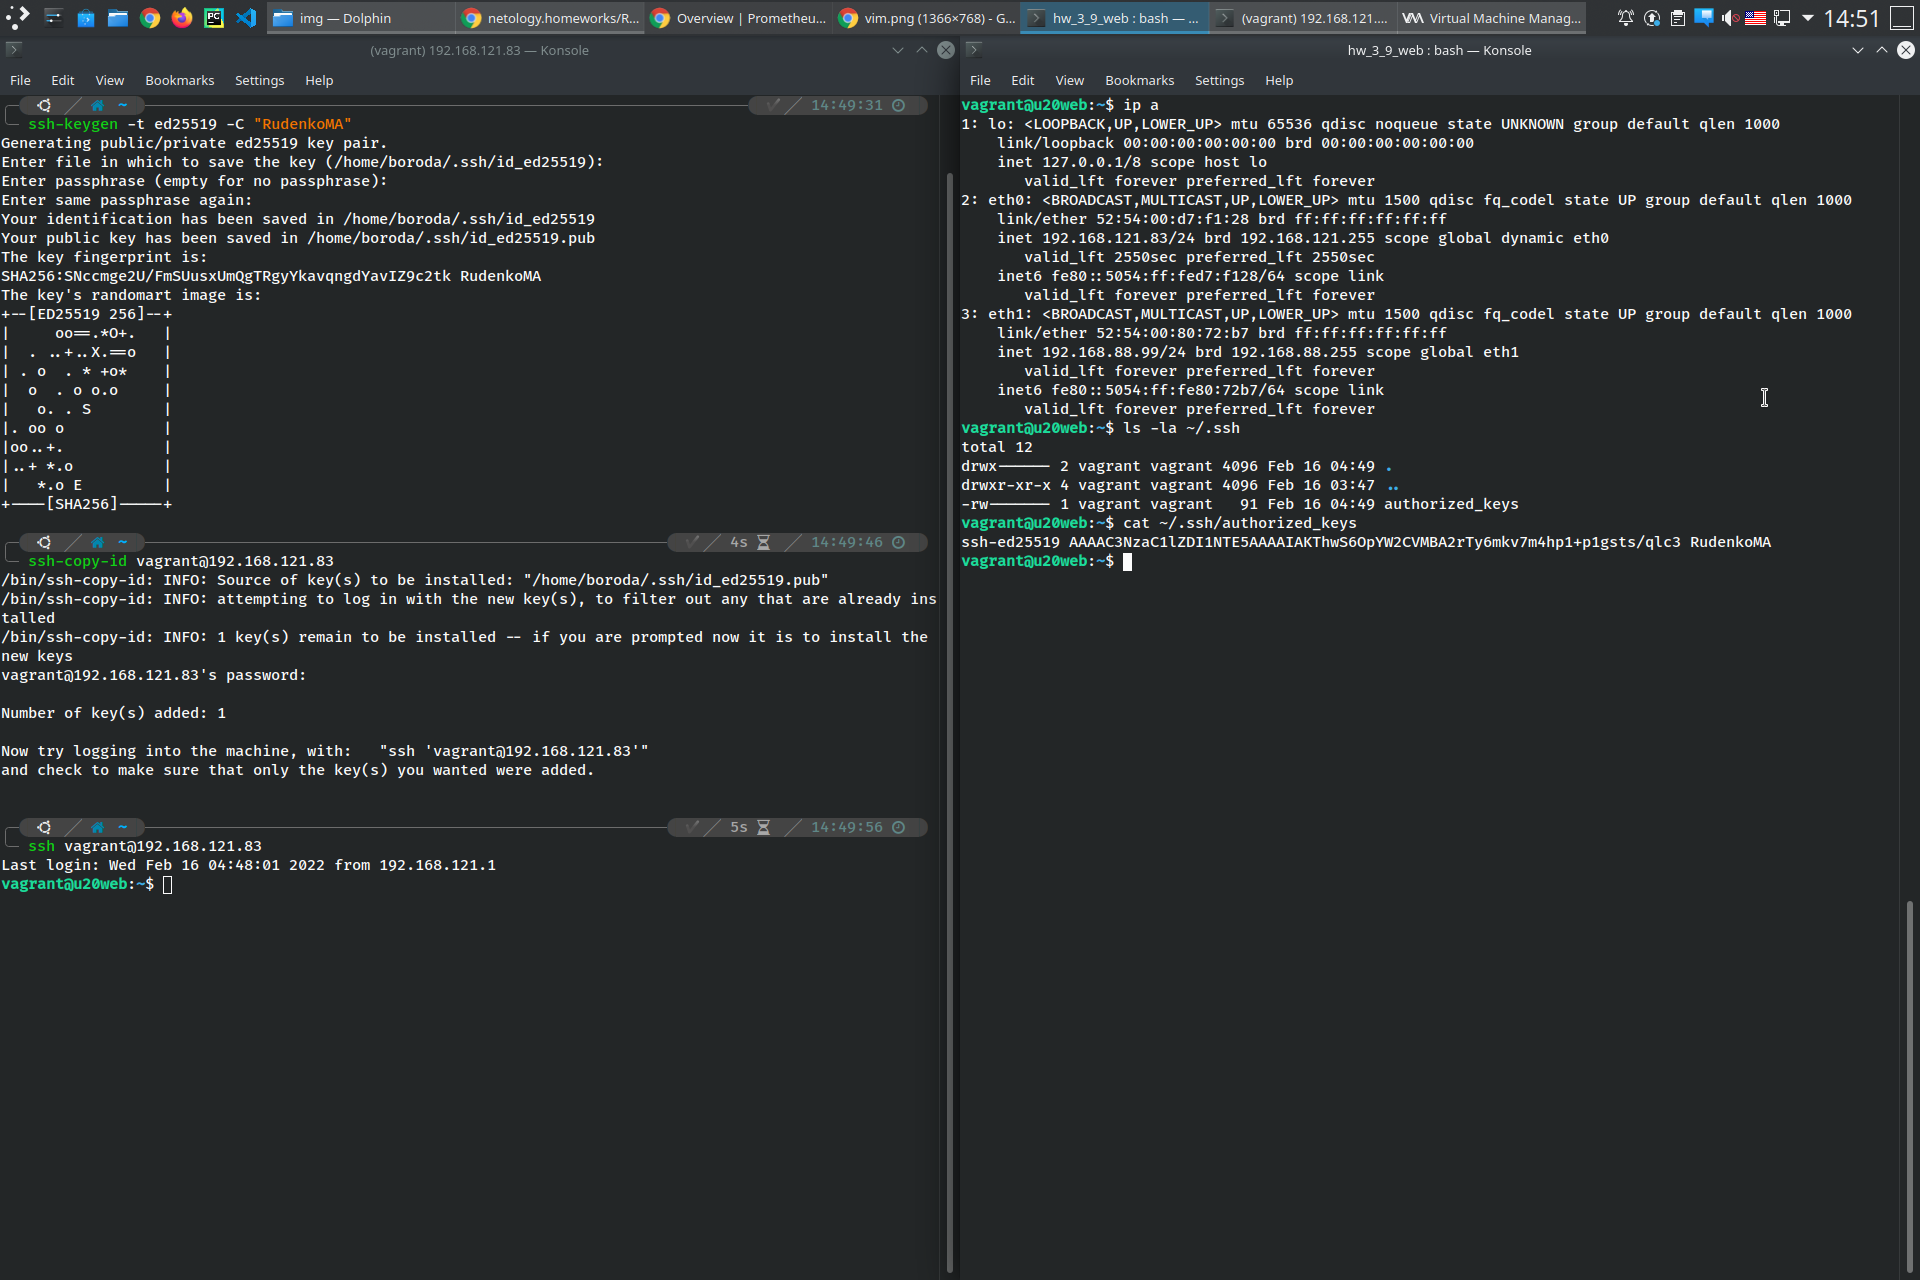 img — Dolphin
netology.homeworks/R...
Overview | Prometheu...
vim.png (1366×768) - G...
hw_3_9_web : bash — ...
(vagrant) 192.168.121....
Virtual Machine Manag...
14:51
(vagrant) 192.168.121.83 — Konsole
File Edit View Bookmarks Settings Help
~ 14:49:31
ssh-keygen -t ed25519 -C "RudenkoMA"
Generating public/private ed25519 key pair.
Enter file in which to save the key (/home/boroda/.ssh/id_ed25519):
Enter passphrase (empty for no passphrase):
Enter same passphrase again:
Your identification has been saved in /home/boroda/.ssh/id_ed25519
Your public key has been saved in /home/boroda/.ssh/id_ed25519.pub
The key fingerprint is:
SHA256:SNccmge2U/FmSUusxUmQgTRgyYkavqngdYavIZ9c2tk RudenkoMA
The key's randomart image is:
+--[ED25519 256]--+
|     oo==.*O+.   |
|  . ..+..X.==o   |
| . o  . * +o*    |
|  o  . o o.o     |
|   o. . S        |
|. oo o           |
|oo..+.           |
|..+ *.o          |
|   *.o E         |
+----[SHA256]-----+
~ 4s 14:49:46
ssh-copy-id vagrant@192.168.121.83
/bin/ssh-copy-id: INFO: Source of key(s) to be installed: "/home/boroda/.ssh/id_ed25519.pub"
/bin/ssh-copy-id: INFO: attempting to log in with the new key(s), to filter out any that are already ins
talled
/bin/ssh-copy-id: INFO: 1 key(s) remain to be installed -- if you are prompted now it is to install the
new keys
vagrant@192.168.121.83's password:
Number of key(s) added: 1
Now try logging into the machine, with:   "ssh 'vagrant@192.168.121.83'"
and check to make sure that only the key(s) you wanted were added.
~ 5s 14:49:56
ssh vagrant@192.168.121.83
Last login: Wed Feb 16 04:48:01 2022 from 192.168.121.1
vagrant@u20web:~$
hw_3_9_web : bash — Konsole
File Edit View Bookmarks Settings Help
vagrant@u20web:~$ ip a
1: lo: <LOOPBACK,UP,LOWER_UP> mtu 65536 qdisc noqueue state UNKNOWN group default qlen 1000
    link/loopback 00:00:00:00:00:00 brd 00:00:00:00:00:00
    inet 127.0.0.1/8 scope host lo
       valid_lft forever preferred_lft forever
2: eth0: <BROADCAST,MULTICAST,UP,LOWER_UP> mtu 1500 qdisc fq_codel state UP group default qlen 1000
    link/ether 52:54:00:d7:f1:28 brd ff:ff:ff:ff:ff:ff
    inet 192.168.121.83/24 brd 192.168.121.255 scope global dynamic eth0
       valid_lft 2550sec preferred_lft 2550sec
    inet6 fe80::5054:ff:fed7:f128/64 scope link
       valid_lft forever preferred_lft forever
3: eth1: <BROADCAST,MULTICAST,UP,LOWER_UP> mtu 1500 qdisc fq_codel state UP group default qlen 1000
    link/ether 52:54:00:80:72:b7 brd ff:ff:ff:ff:ff:ff
    inet 192.168.88.99/24 brd 192.168.88.255 scope global eth1
       valid_lft forever preferred_lft forever
    inet6 fe80::5054:ff:fe80:72b7/64 scope link
       valid_lft forever preferred_lft forever
vagrant@u20web:~$ ls -la ~/.ssh
total 12
drwx------ 2 vagrant vagrant 4096 Feb 16 04:49 .
drwxr-xr-x 4 vagrant vagrant 4096 Feb 16 03:47 ..
-rw------- 1 vagrant vagrant   91 Feb 16 04:49 authorized_keys
vagrant@u20web:~$ cat ~/.ssh/authorized_keys
ssh-ed25519 AAAAC3NzaC1lZDI1NTE5AAAAIAKThwS6OpYW2CVMBA2rTy6mkv7m4hp1+p1gsts/qlc3 RudenkoMA
vagrant@u20web:~$